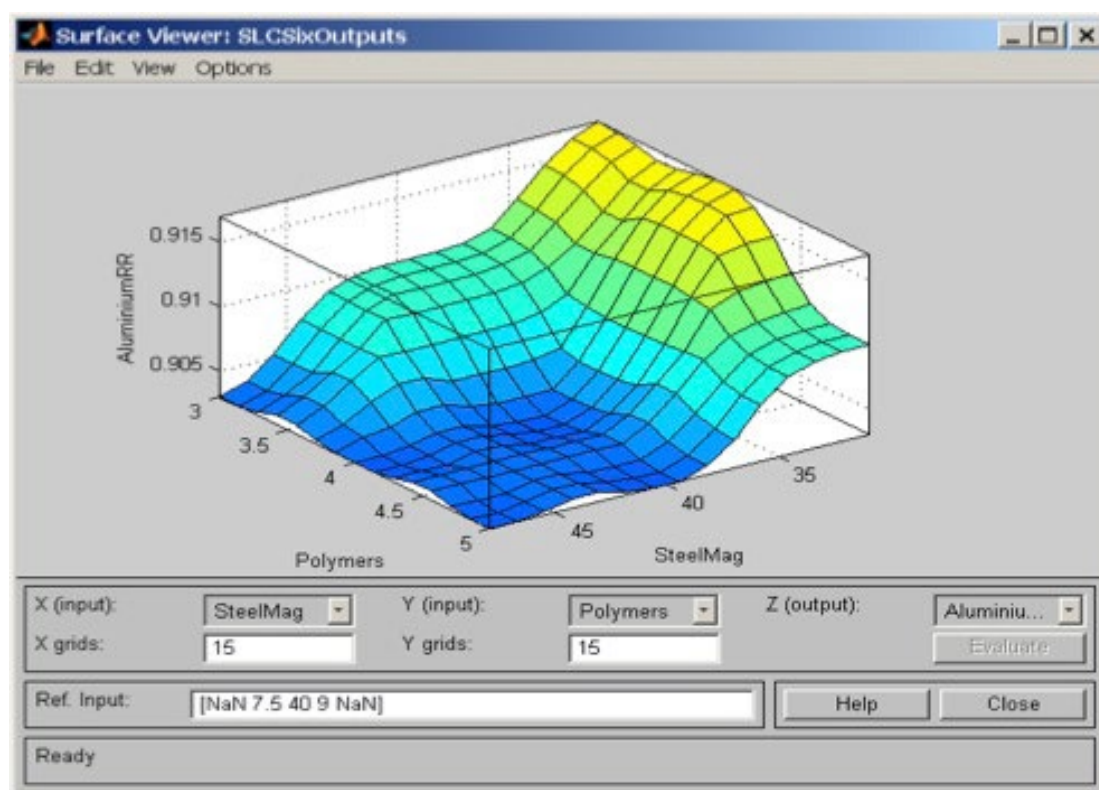 Surface Viewer: SLCSixOutputs
File Edit View Options
0.915
0.91
0.905
AluminiumRR
3
3.5
4
4.5
5
Polymers
45
40
35
SteelMag
X (input): SteelMag Y (input): Polymers Z (output): Aluminiu...
X grids: 15 Y grids: 15 Evaluate
Ref. Input: [NaN 7.5 40 9 NaN] Help Close
Ready